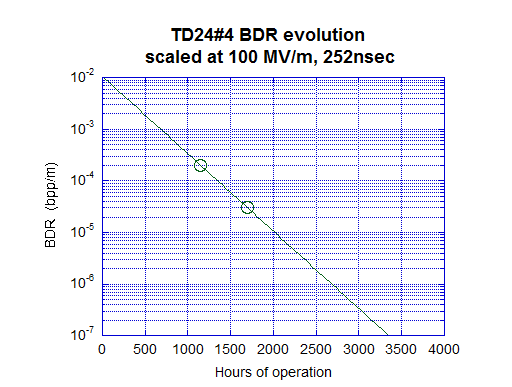 TD24#4 BDR evolution
scaled at 100 MV/m, 252nsec
BDR (bpp/m)
10-2
10-3
10-4
10-5
10-6
10-7
0 500 1000 1500 2000 2500 3000 3500 4000
Hours of operation